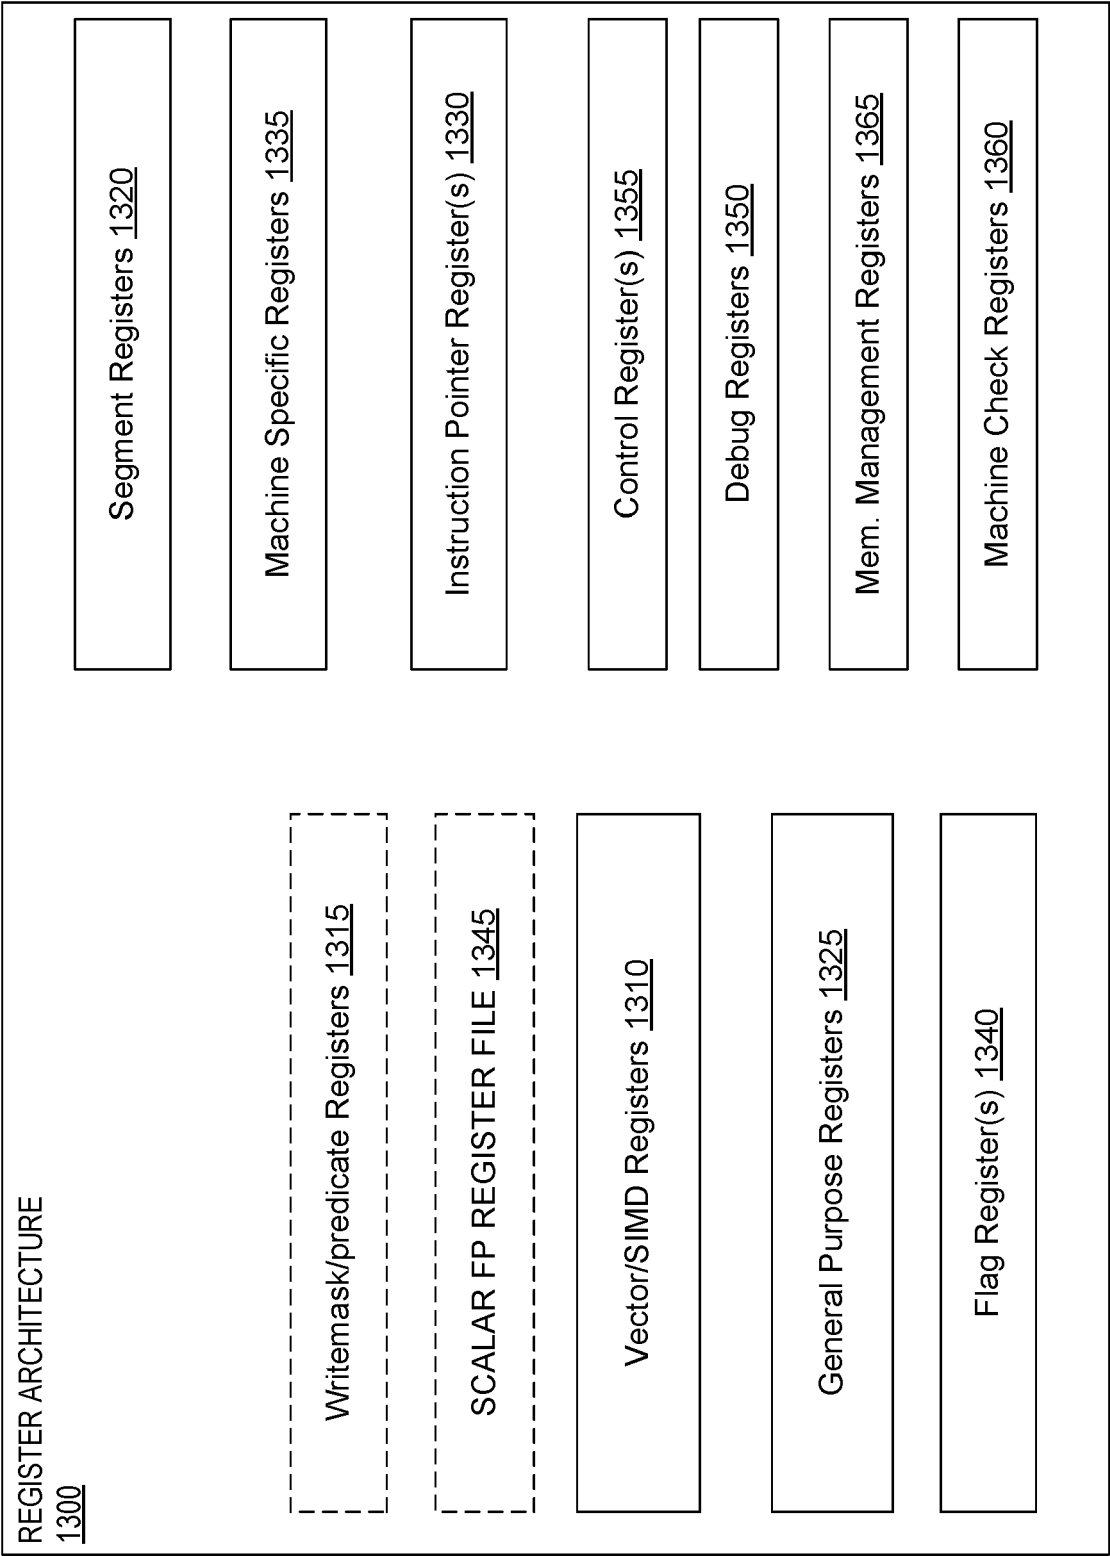 REGISTER ARCHITECTURE
1300
Writemask/predicate Registers 1315
SCALAR FP REGISTER FILE 1345
Vector/SIMD Registers 1310
General Purpose Registers 1325
Flag Register(s) 1340
Segment Registers 1320
Machine Specific Registers 1335
Instruction Pointer Register(s) 1330
Control Register(s) 1355
Debug Registers 1350
Mem. Management Registers 1365
Machine Check Registers 1360